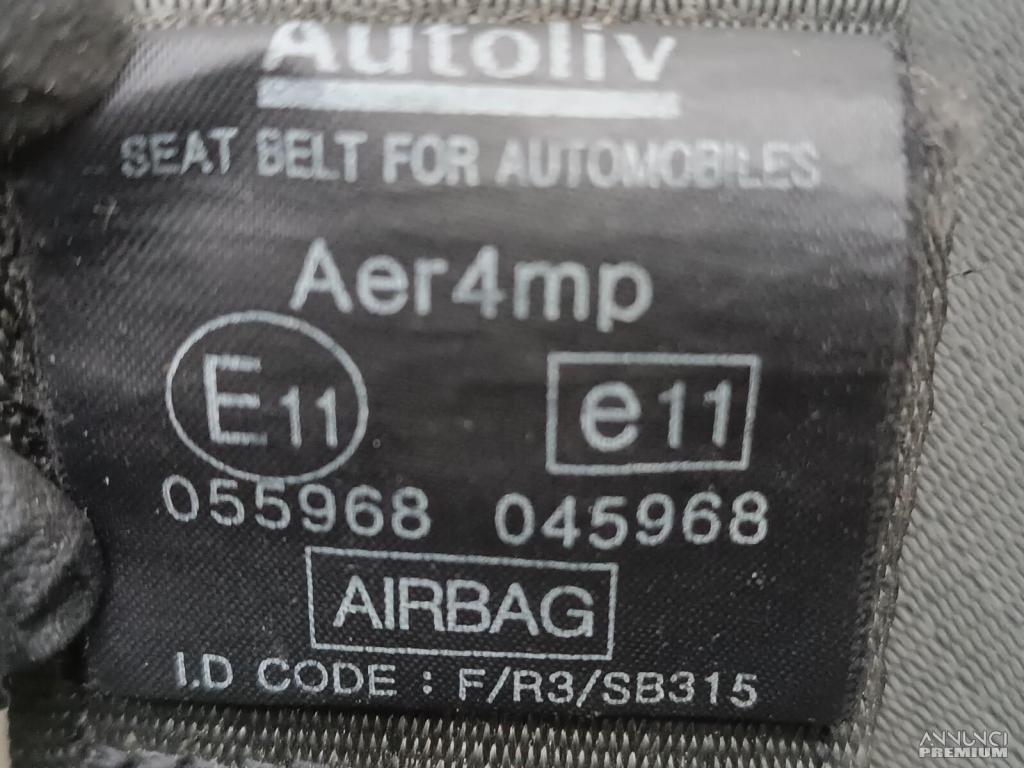 Autoliv
SEAT BELT FOR AUTOMOBILES
Aer4mp
E11 e11
055968 045968
AIRBAG
I.D CODE : F/R3/SB315
ANNUNCI
PREMIUM